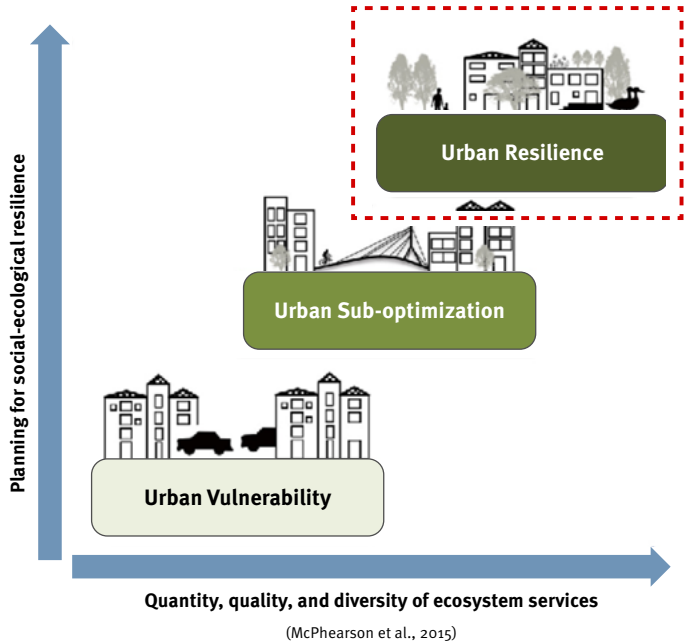 Urban Resilience
Urban Sub-optimization
Urban Vulnerability
Planning for social-ecological resilience
Quantity, quality, and diversity of ecosystem services
(McPhearson et al., 2015)